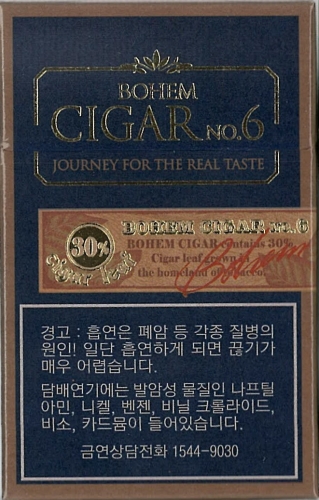 BOHEM
CIGAR NO.6
JOURNEY FOR THE REAL TASTE
BOHEM CIGAR No.6
30%
BOHEM CIGAR contains 30%
Cigar leaf grown
the homeland of
경고 : 흡연은 폐암 등 각종 질병의
원인! 일단 흡연하게 되면 끊기가
매우 어렵습니다.
담배연기에는 발암성 물질인 나프틸
아민, 니켈, 벤젠, 비닐 크롤라이드,
비소, 카드뮴이 들어있습니다.
금연상담전화 1544-9030